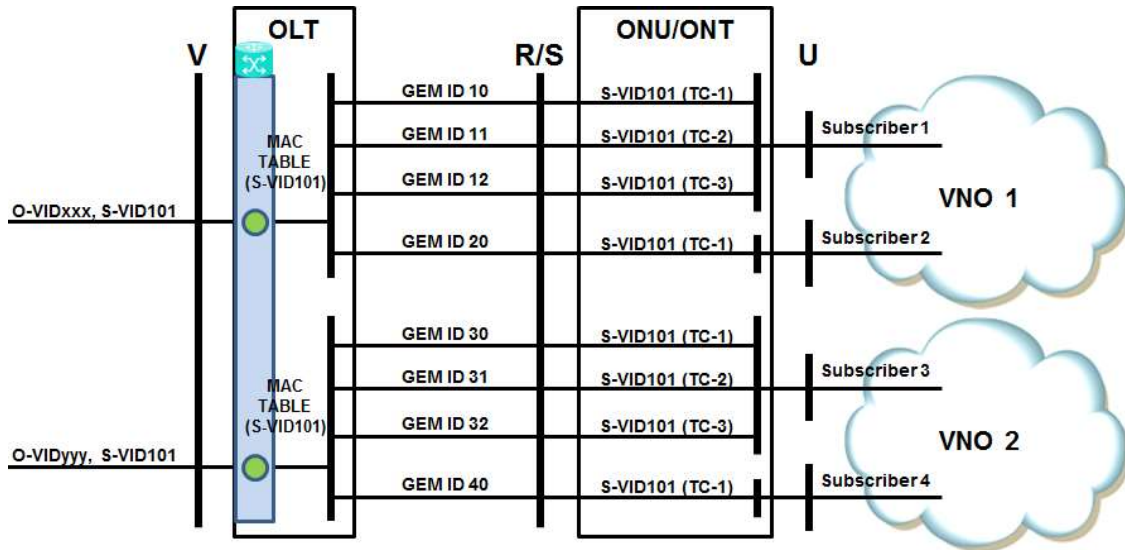 OLT
ONU/ONT
V
R/S
U
GEM ID 10
S-VID101 (TC-1)
GEM ID 11
S-VID101 (TC-2)
Subscriber 1
MAC
TABLE
(S-VID101)
GEM ID 12
S-VID101 (TC-3)
VNO 1
O-VIDxxx, S-VID101
GEM ID 20
S-VID101 (TC-1)
Subscriber 2
GEM ID 30
S-VID101 (TC-1)
GEM ID 31
S-VID101 (TC-2)
Subscriber 3
MAC
TABLE
(S-VID101)
GEM ID 32
S-VID101 (TC-3)
VNO 2
O-VIDyyy, S-VID101
GEM ID 40
S-VID101 (TC-1)
Subscriber 4